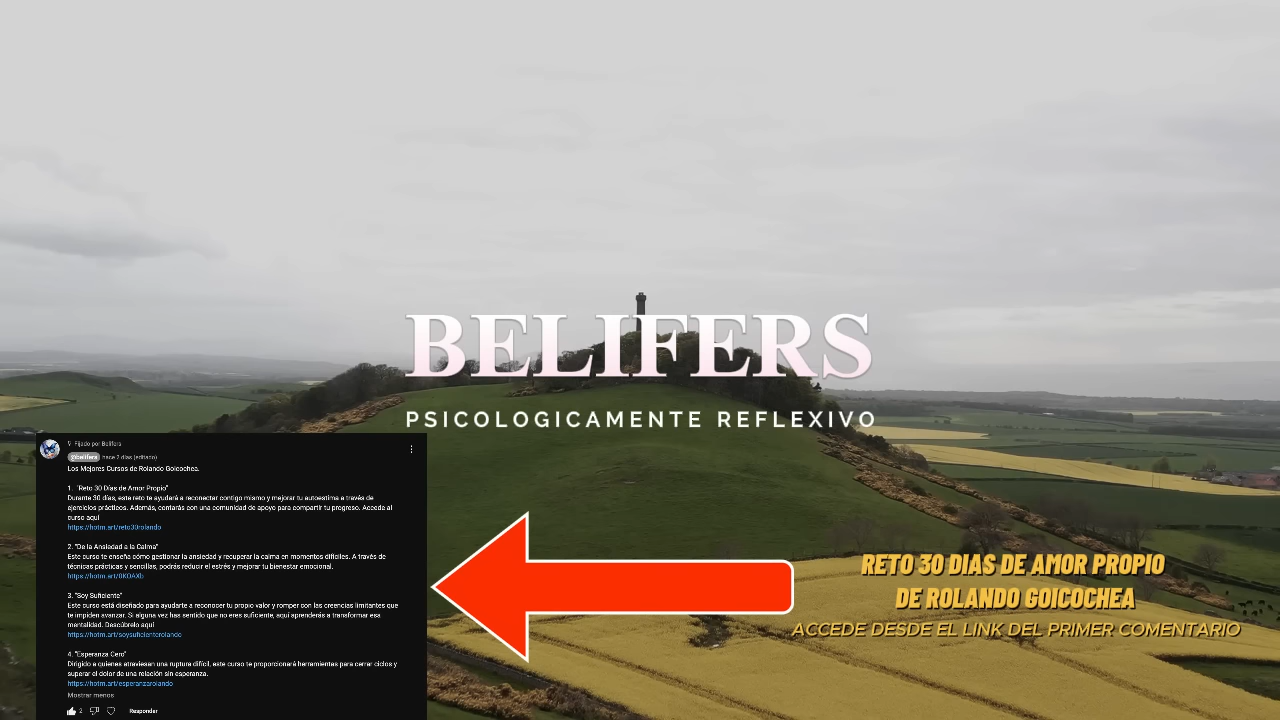 BELIFERS
PSICOLOGICAMENTE REFLEXIVO
Fijado por Belifers
@belifers hace 2 días (editado)
Los Mejores Cursos de Rolando Goicochea.
1. "Reto 30 Días de Amor Propio"
Durante 30 días, este reto te ayudará a reconectar contigo mismo y mejorar tu autoestima a través de
ejercicios prácticos. Además, contarás con una comunidad de apoyo para compartir tu progreso. Accede al
curso aquí
https://hotm.art/reto30rolando
2. "De la Ansiedad a la Calma"
Este curso te enseña cómo gestionar la ansiedad y recuperar la calma en momentos difíciles. A través de
técnicas prácticas y sencillas, podrás reducir el estrés y mejorar tu bienestar emocional.
https://hotm.art/0KOAXb
3. "Soy Suficiente"
Este curso está diseñado para ayudarte a reconocer tu propio valor y romper con las creencias limitantes que
te impiden avanzar. Si alguna vez has sentido que no eres suficiente, aquí aprenderás a transformar esa
mentalidad. Descúbrelo aquí
https://hotm.art/soysuficienterolando
4. "Esperanza Cero"
Dirigido a quienes atraviesan una ruptura difícil, este curso te proporcionará herramientas para cerrar ciclos y
superar el dolor de una relación sin esperanza.
https://hotm.art/esperanzarolando
Mostrar menos
2 Responder
RETO 30 DIAS DE AMOR PROPIO
DE ROLANDO GOICOCHEA
ACCEDE DESDE EL LINK DEL PRIMER COMENTARIO